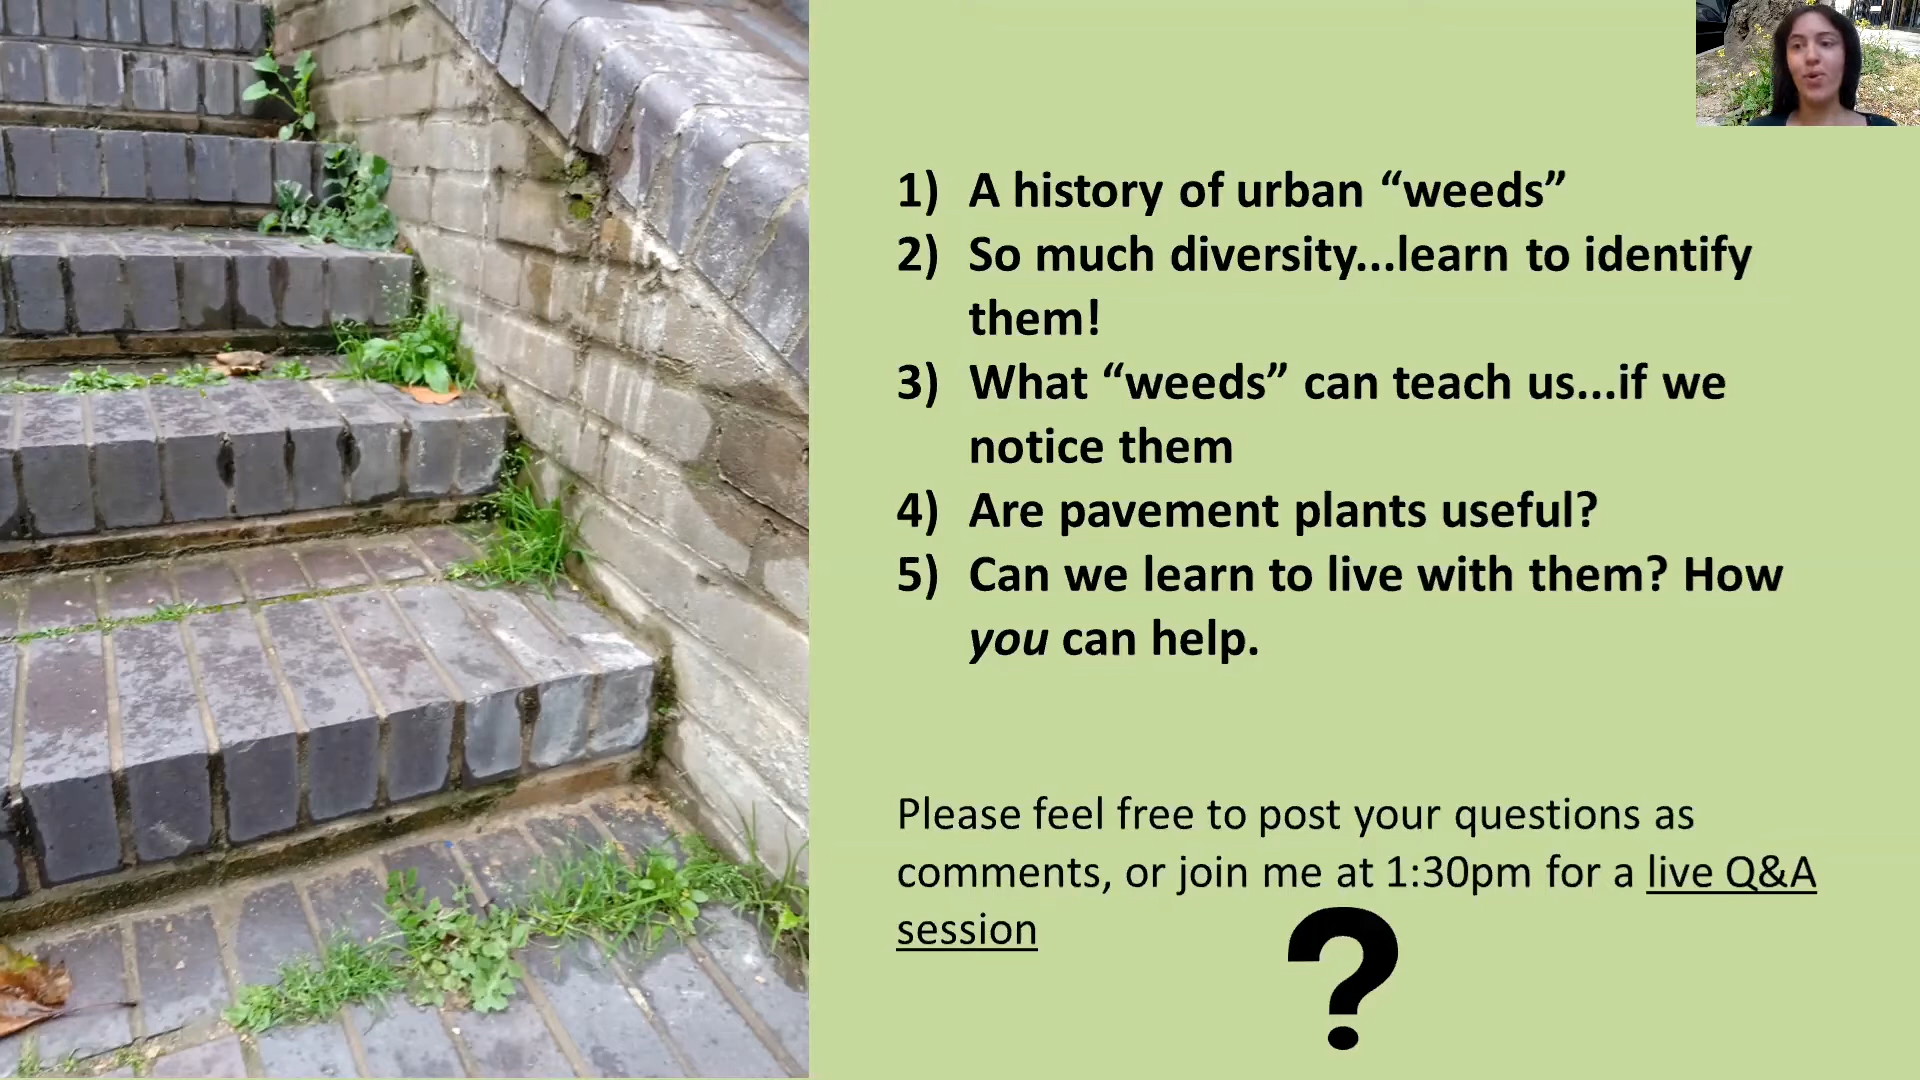 1) A history of urban “weeds”
2) So much diversity...learn to identify
them!
3) What “weeds” can teach us...if we
notice them
4) Are pavement plants useful?
5) Can we learn to live with them? How
you can help.
Please feel free to post your questions as
comments, or join me at 1:30pm for a live Q&A
session
?